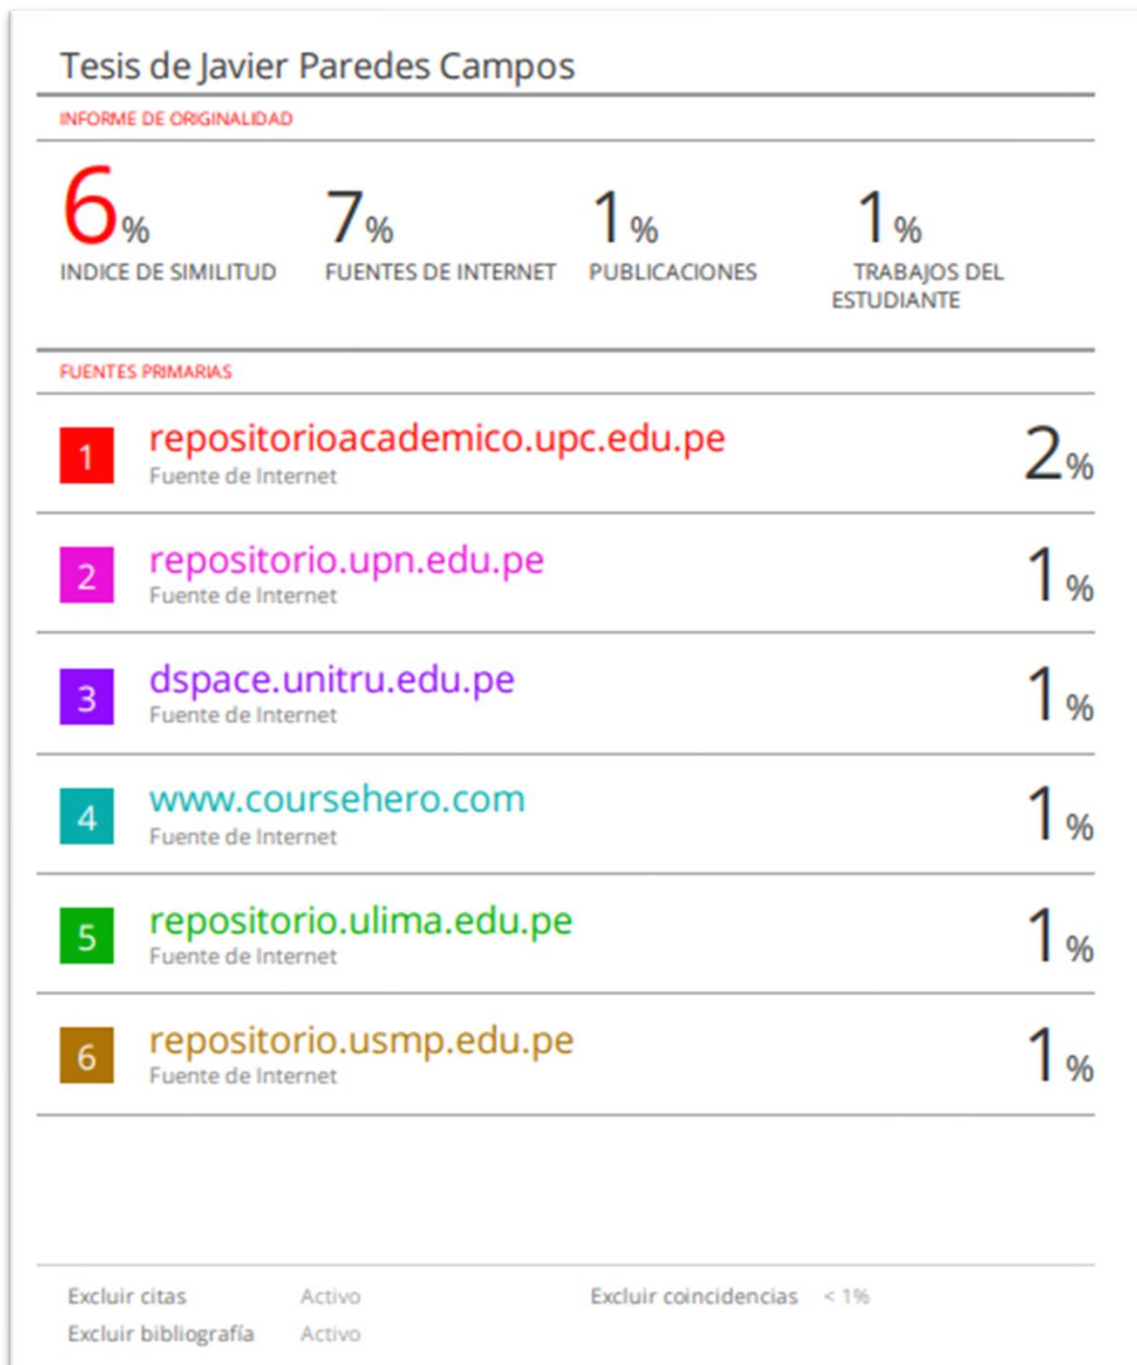 Tesis de Javier Paredes Campos
INFORME DE ORIGINALIDAD
6% 7% 1% 1%
INDICE DE SIMILITUD FUENTES DE INTERNET PUBLICACIONES TRABAJOS DEL
ESTUDIANTE
FUENTES PRIMARIAS
1 repositorioacademico.upc.edu.pe 2%
Fuente de Internet
2 repositorio.upn.edu.pe 1%
Fuente de Internet
3 dspace.unitru.edu.pe 1%
Fuente de Internet
4 www.coursehero.com 1%
Fuente de Internet
5 repositorio.ulima.edu.pe 1%
Fuente de Internet
6 repositorio.usmp.edu.pe 1%
Fuente de Internet
Excluir citas Activo Excluir coincidencias < 1%
Excluir bibliografía Activo